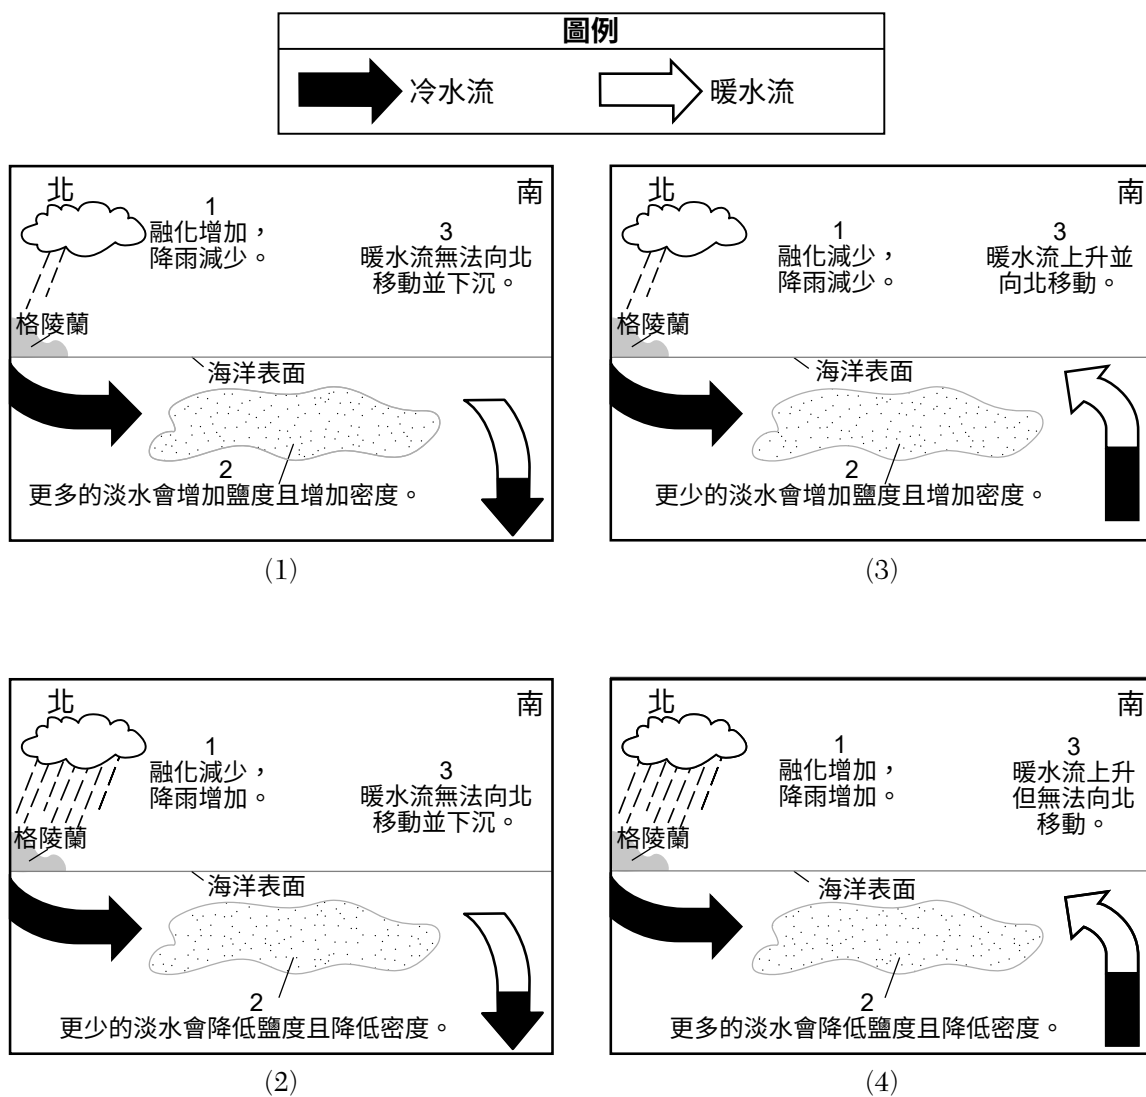 圖例
冷水流
暖水流
北
南
1
融化增加，
降雨減少。
3
暖水流無法向北
移動並下沉。
格陵蘭
海洋表面
2
更多的淡水會增加鹽度且增加密度。
(1)
北
南
1
融化減少，
降雨減少。
3
暖水流上升並
向北移動。
格陵蘭
海洋表面
2
更少的淡水會增加鹽度且增加密度。
(3)
北
南
1
融化減少，
降雨增加。
3
暖水流無法向北
移動並下沉。
格陵蘭
海洋表面
2
更少的淡水會降低鹽度且降低密度。
(2)
北
南
1
融化增加，
降雨增加。
3
暖水流上升
但無法向北
移動。
格陵蘭
海洋表面
2
更多的淡水會降低鹽度且降低密度。
(4)